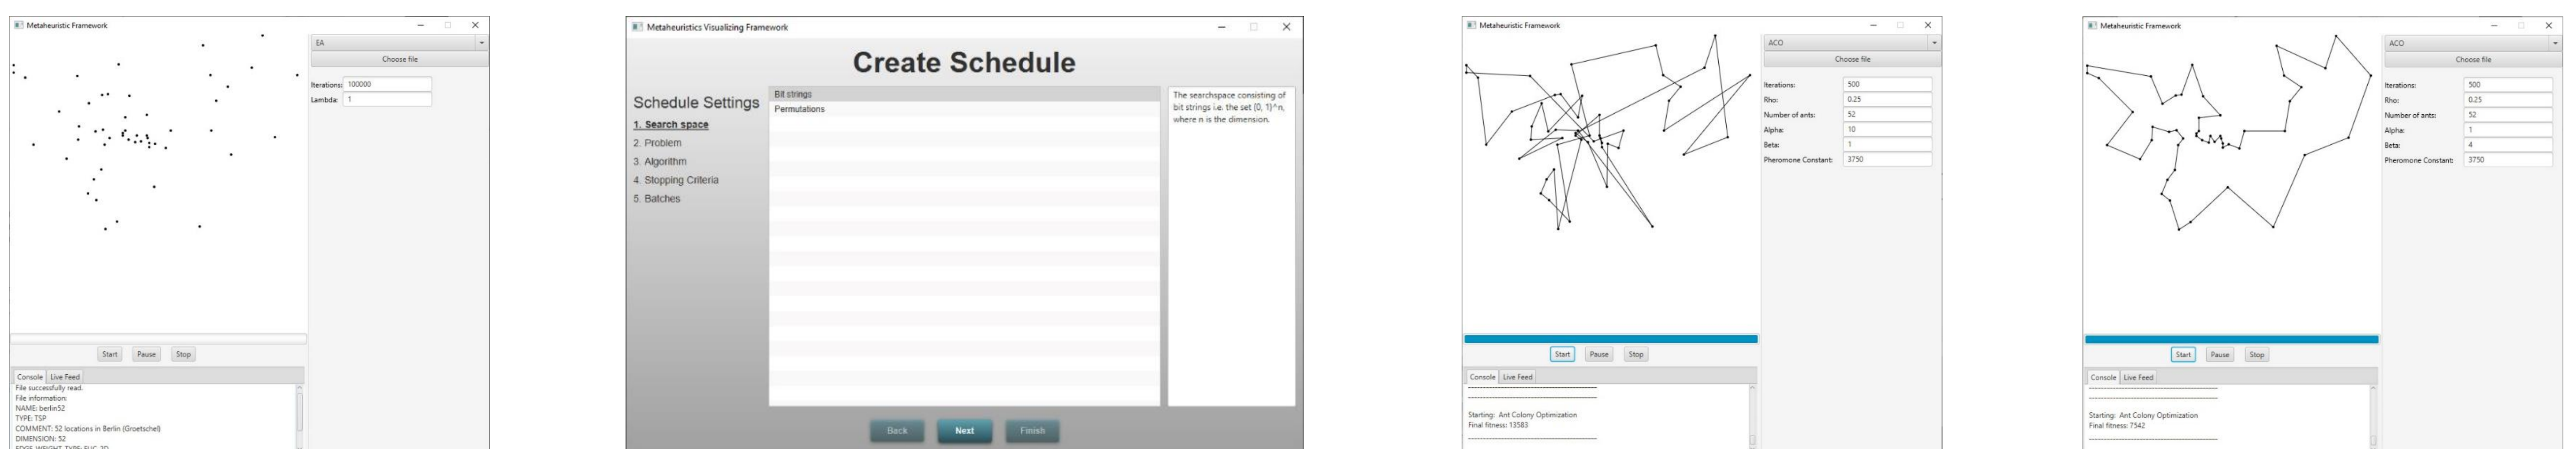 Metaheuristic Framework
EA
Choose file
Iterations: 100000
Lambda: 1
Start Pause Stop
Console Live Feed
File successfully read.
File information:
NAME: berlin52
TYPE: TSP
COMMENT: 52 locations in Berlin (Groetschel)
DIMENSION: 52
EDGE_WEIGHT_TYPE: EUC_2D
Metaheuristics Visualizing Framework
Create Schedule
Schedule Settings
1. Search space
2. Problem
3. Algorithm
4. Stopping Criteria
5. Batches
Bit strings
Permutations
The searchspace consisting of
bit strings i.e. the set {0, 1}^n,
where n is the dimension.
Back Next Finish
Metaheuristic Framework
ACO
Choose file
Iterations: 500
Rho: 0.25
Number of ants: 52
Alpha: 10
Beta: 1
Pheromone Constant: 3750
Start Pause Stop
Console Live Feed
Starting: Ant Colony Optimization
Final fitness: 13583
Metaheuristic Framework
ACO
Choose file
Iterations: 500
Rho: 0.25
Number of ants: 52
Alpha: 1
Beta: 4
Pheromone Constant: 3750
Start Pause Stop
Console Live Feed
Starting: Ant Colony Optimization
Final fitness: 7542